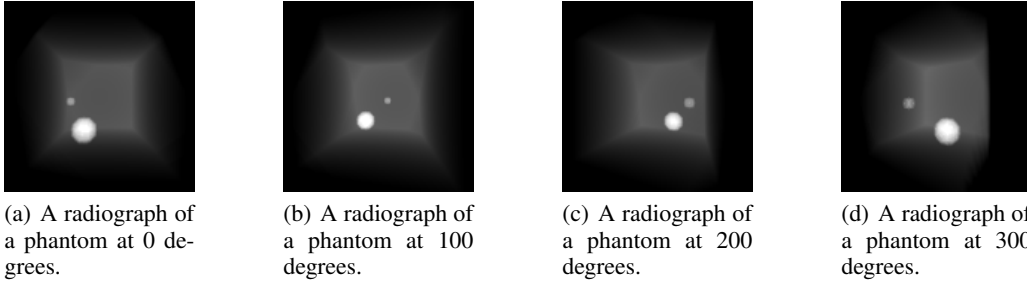 (a) A radiograph of
a phantom at 0 de-
grees.
(b) A radiograph of
a phantom at 100
degrees.
(c) A radiograph of
a phantom at 200
degrees.
(d) A radiograph of
a phantom at 300
degrees.